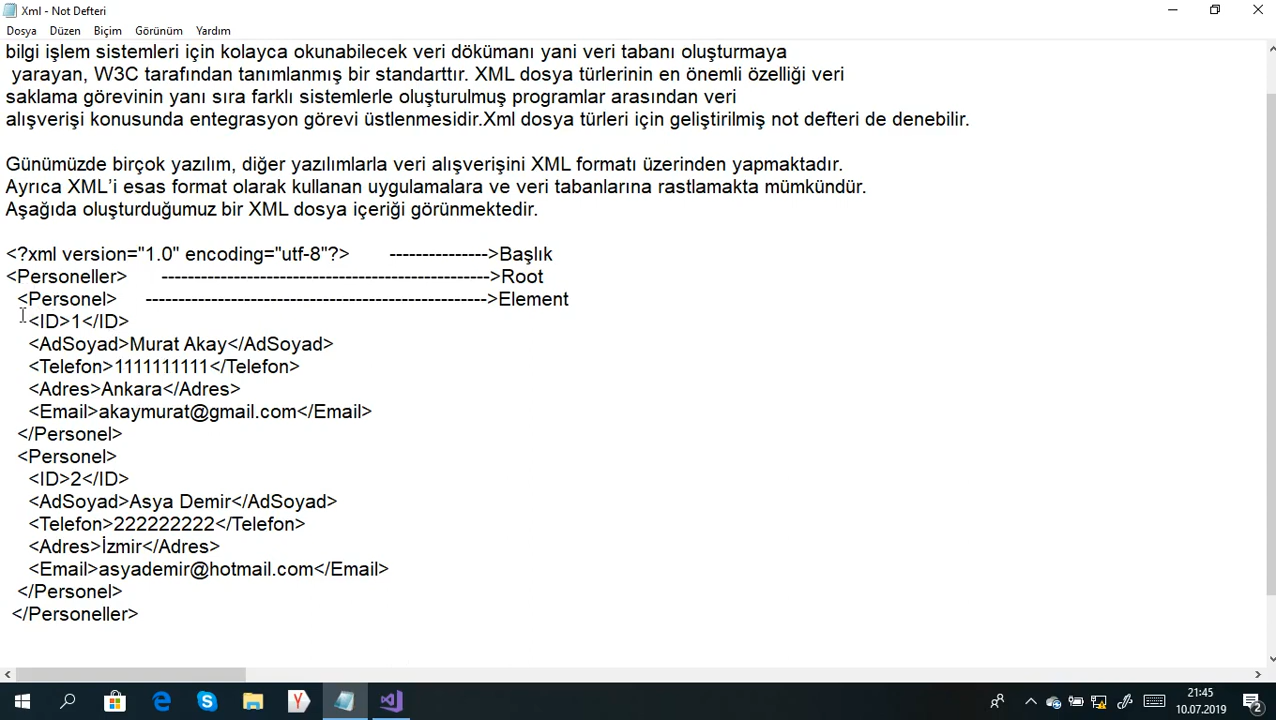 Xml - Not Defteri
Dosya Düzen Biçim Görünüm Yardım
bilgi işlem sistemleri için kolayca okunabilecek veri dökümanı yani veri tabanı oluşturmaya
yarayan, W3C tarafından tanımlanmış bir standarttır. XML dosya türlerinin en önemli özelliği veri
saklama görevinin yanı sıra farklı sistemlerle oluşturulmuş programlar arasından veri
alışverişi konusunda entegrasyon görevi üstlenmesidir.Xml dosya türleri için geliştirilmiş not defteri de denebilir.
Günümüzde birçok yazılım, diğer yazılımlarla veri alışverişini XML formatı üzerinden yapmaktadır.
Ayrıca XML’i esas format olarak kullanan uygulamalara ve veri tabanlarına rastlamakta mümkündür.
Aşağıda oluşturduğumuz bir XML dosya içeriği görünmektedir.
<?xml version="1.0" encoding="utf-8"?> --------------->Başlık
<Personeller> -------------------------------------------------->Root
<Personel> ---------------------------------------------------->Element
<ID>1</ID>
<AdSoyad>Murat Akay</AdSoyad>
<Telefon>1111111111</Telefon>
<Adres>Ankara</Adres>
<Email>akaymurat@gmail.com</Email>
</Personel>
<Personel>
<ID>2</ID>
<AdSoyad>Asya Demir</AdSoyad>
<Telefon>222222222</Telefon>
<Adres>İzmir</Adres>
<Email>asyademir@hotmail.com</Email>
</Personel>
</Personeller>
21:45
10.07.2019
2